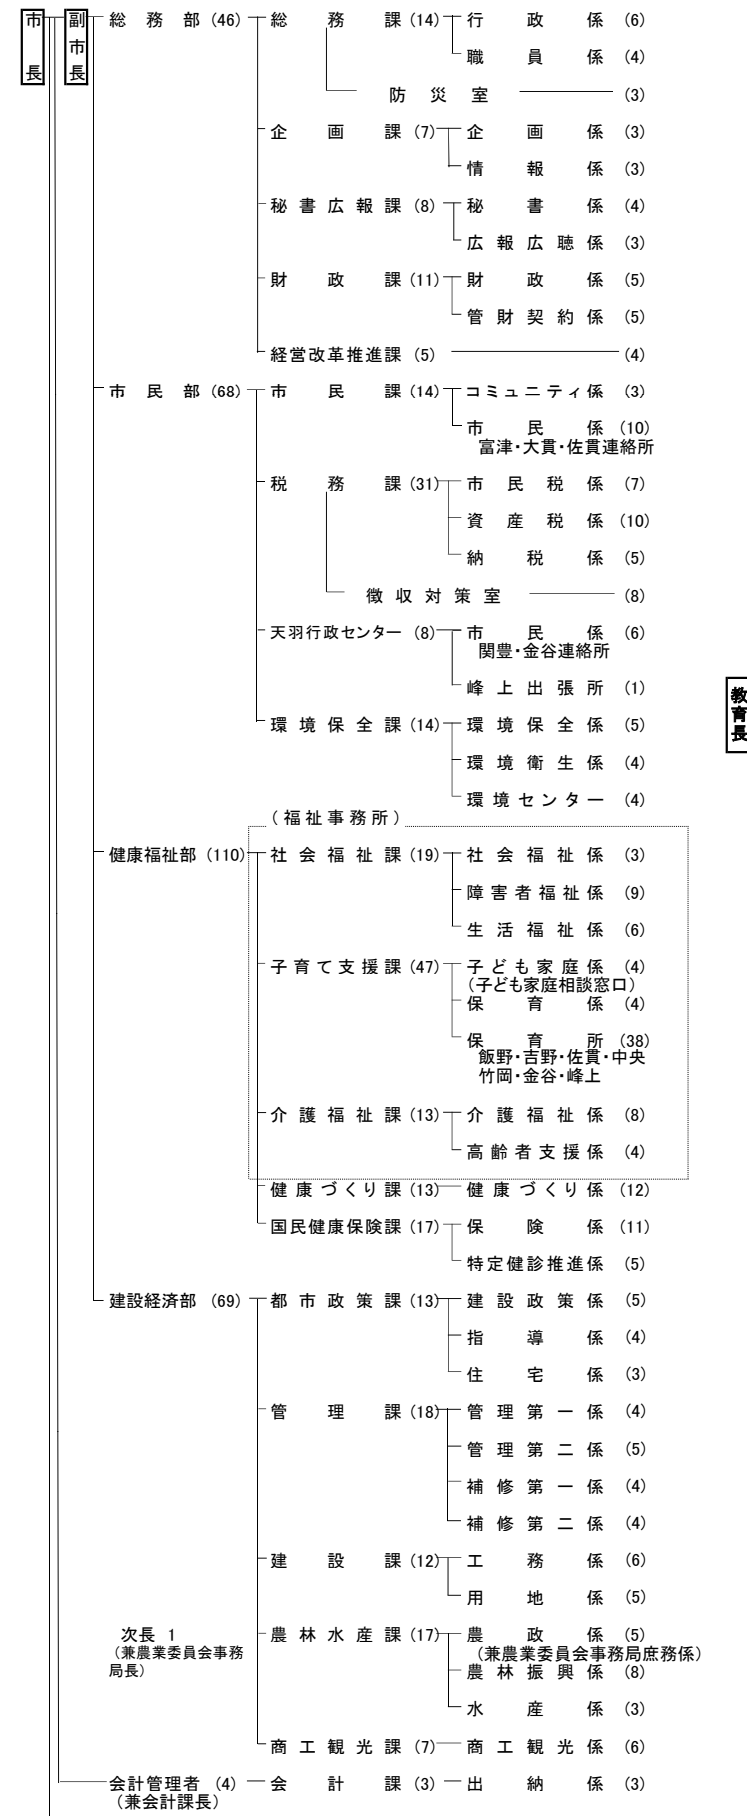 市長 副市長 総務部 (46) 総務課 (14) 行政係 (6)
職員係 (4)
防災室 (3)
企画課 (7) 企画係 (3)
情報係 (3)
秘書広報課 (8) 秘書係 (4)
広報広聴係 (3)
財政課 (11) 財政係 (5)
管財契約係 (5)
経営改革推進課 (5) (4)
市民部 (68) 市民課 (14) コミュニティ係 (3)
市民係 (10)
富津・大貫・佐貫連絡所
税務課 (31) 市民税係 (7)
資産税係 (10)
納税係 (5)
徴収対策室 (8)
天羽行政センター (8) 市民係 (6)
関豊・金谷連絡所
峰上出張所 (1)
教育長
環境保全課 (14) 環境保全係 (5)
環境衛生係 (4)
環境センター (4)
(福祉事務所)
健康福祉部 (110) 社会福祉課 (19) 社会福祉係 (3)
障害者福祉係 (9)
生活福祉係 (6)
子育て支援課 (47) 子ども家庭係 (4)
(子ども家庭相談窓口)
保育係 (4)
保育所 (38)
飯野・吉野・佐貫・中央
竹岡・金谷・峰上
介護福祉課 (13) 介護福祉係 (8)
高齢者支援係 (4)
健康づくり課 (13) 健康づくり係 (12)
国民健康保険課 (17) 保険係 (11)
特定健診推進係 (5)
建設経済部 (69) 都市政策課 (13) 建設政策係 (5)
指導係 (4)
住宅係 (3)
管理課 (18) 管理第一係 (4)
管理第二係 (5)
補修第一係 (4)
補修第二係 (4)
建設課 (12) 工務係 (6)
用地係 (5)
次長 1 農林水産課 (17) 農政係 (5)
(兼農業委員会事務局長) (兼農業委員会事務局庶務係)
農林振興係 (8)
水産係 (3)
商工観光課 (7) 商工観光係 (6)
会計管理者 (4) 会計課 (3) 出納係 (3)
(兼会計課長)